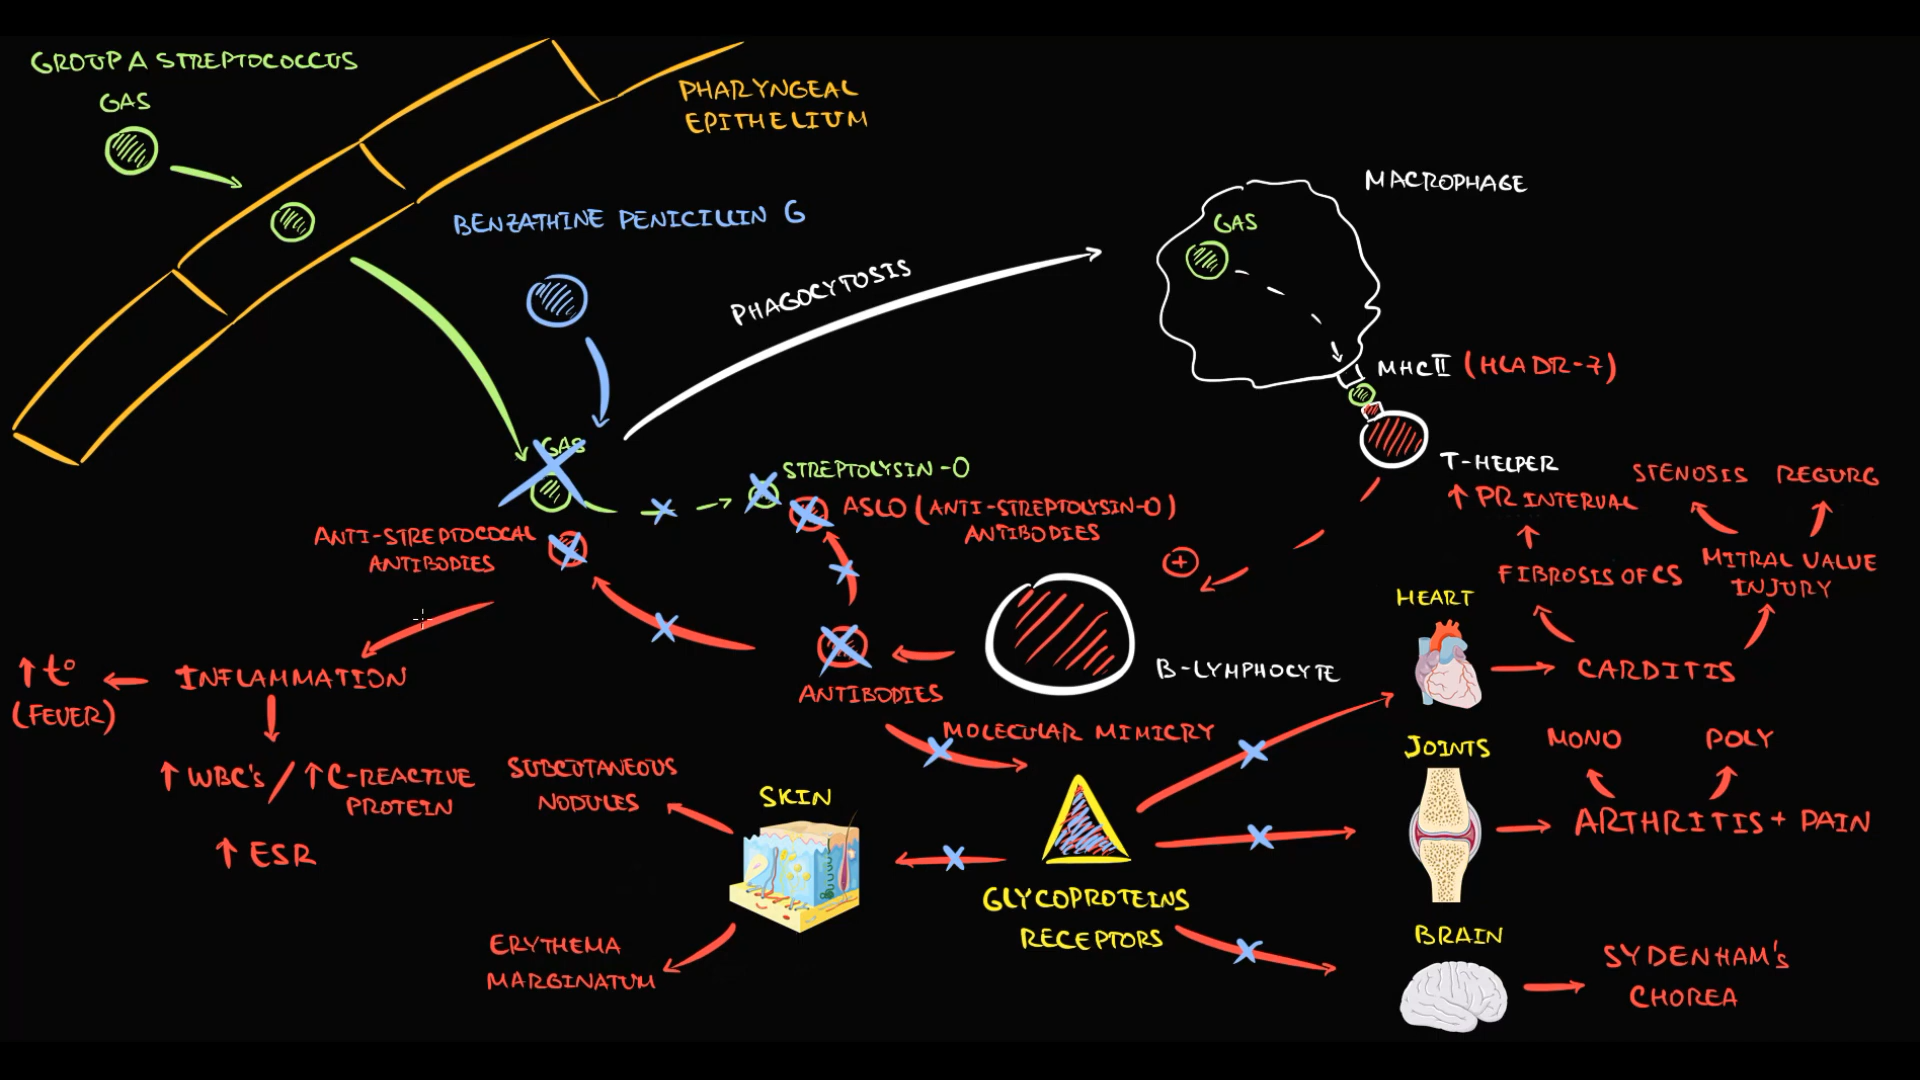 GROUP A STREPTOCOCCUS
GAS
PHARYNGEAL
EPITHELIUM
BENZATHINE PENICILLIN G
PHAGOCYTOSIS
MACROPHAGE
GAS
MHC II (HLA DR-7)
T-HELPER
GAS
STREPTOLYSIN-O
ASLO (ANTI-STREPTOLYSIN-O)
ANTIBODIES
ANTI-STREPTOCOCAL
ANTIBODIES
+
B-LYMPHOCYTE
ANTIBODIES
INFLAMMATION
↑ t°
(FEVER)
↑ WBC's / ↑ C-REACTIVE
PROTEIN
↑ ESR
MOLECULAR MIMICRY
GLYCOPROTEINS
RECEPTORS
SKIN
SUBCUTANEOUS
NODULES
ERYTHEMA
MARGINATUM
HEART
CARDITIS
FIBROSIS OF CS
↑ PR INTERVAL
MITRAL VALVE
INJURY
STENOSIS
REGURG
JOINTS
ARTHRITIS + PAIN
MONO
POLY
BRAIN
SYDENHAM's
CHOREA